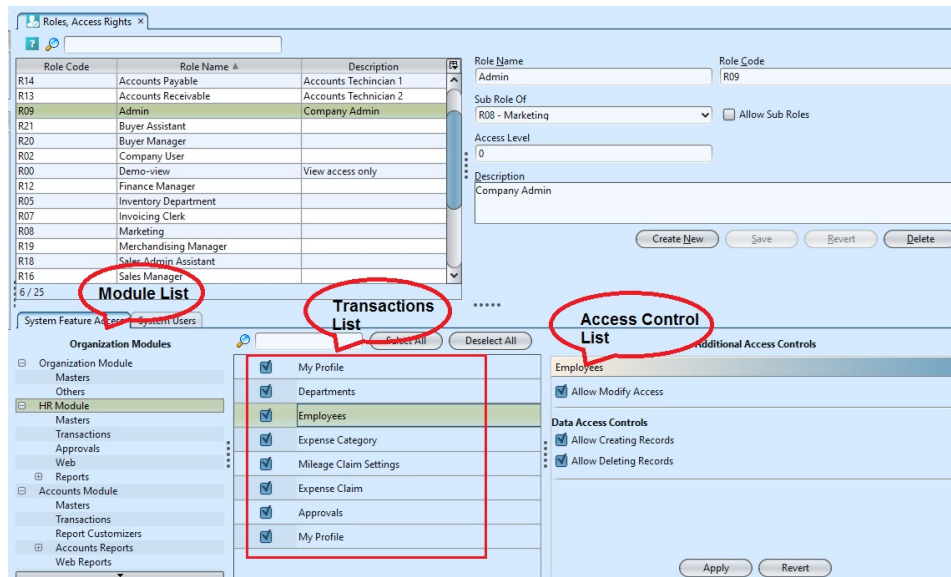 Roles, Access Rights ×
?
Role Code Role Name Description
R14 Accounts Payable Accounts Techincian 1
R13 Accounts Receivable Accounts Technician 2
R09 Admin Company Admin
R21 Buyer Assistant
R20 Buyer Manager
R02 Company User
R00 Demo-view View access only
R12 Finance Manager
R05 Inventory Department
R07 Invoicing Clerk
R08 Marketing
R19 Merchandising Manager
R18 Sales Admin Assistant
R16 Sales Manager
6 / 25
Role Name Role Code
Admin R09
Sub Role Of
R08 - Marketing Allow Sub Roles
Access Level
0
Description
Company Admin
Create New Save Revert Delete
Module List
Transactions
List
Access Control
List
System Feature Access System Users
Organization Modules
Organization Module
Masters
Others
HR Module
Masters
Transactions
Approvals
Web
Reports
Accounts Module
Masters
Transactions
Report Customizers
Accounts Reports
Web Reports
Select All Deselect All
My Profile
Departments
Employees
Expense Category
Mileage Claim Settings
Expense Claim
Approvals
My Profile
Additional Access Controls
Employees
Allow Modify Access
Data Access Controls
Allow Creating Records
Allow Deleting Records
Apply Revert